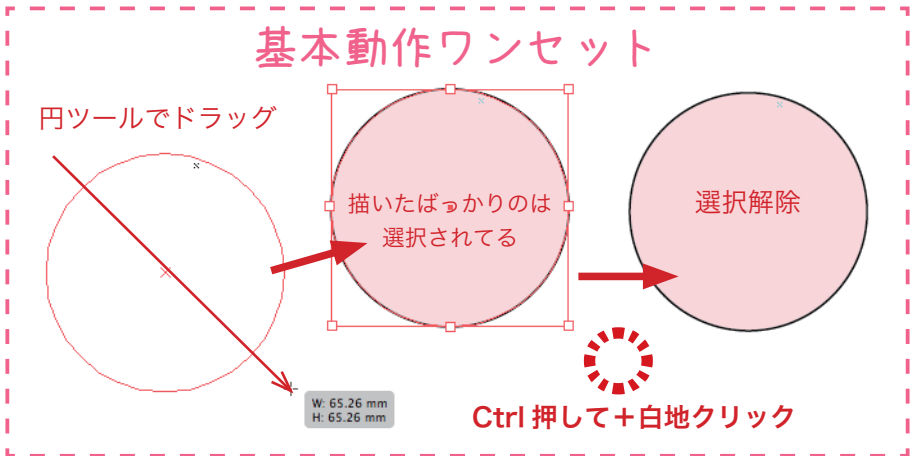 基本動作ワンセット
円ツールでドラッグ
描いたばっかりのは
選択されてる
選択解除
W: 65.26 mm
H: 65.26 mm
Ctrl 押して＋白地クリック